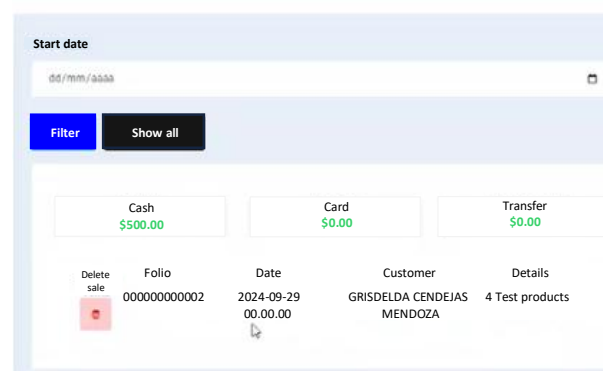 Start date
dd/mm/aaaa
Filter Show all
Cash Card Transfer
$500.00 $0.00 $0.00
Delete sale Folio Date Customer Details
000000000002 2024-09-29 00.00.00 GRISDELDA CENDEJAS MENDOZA 4 Test products